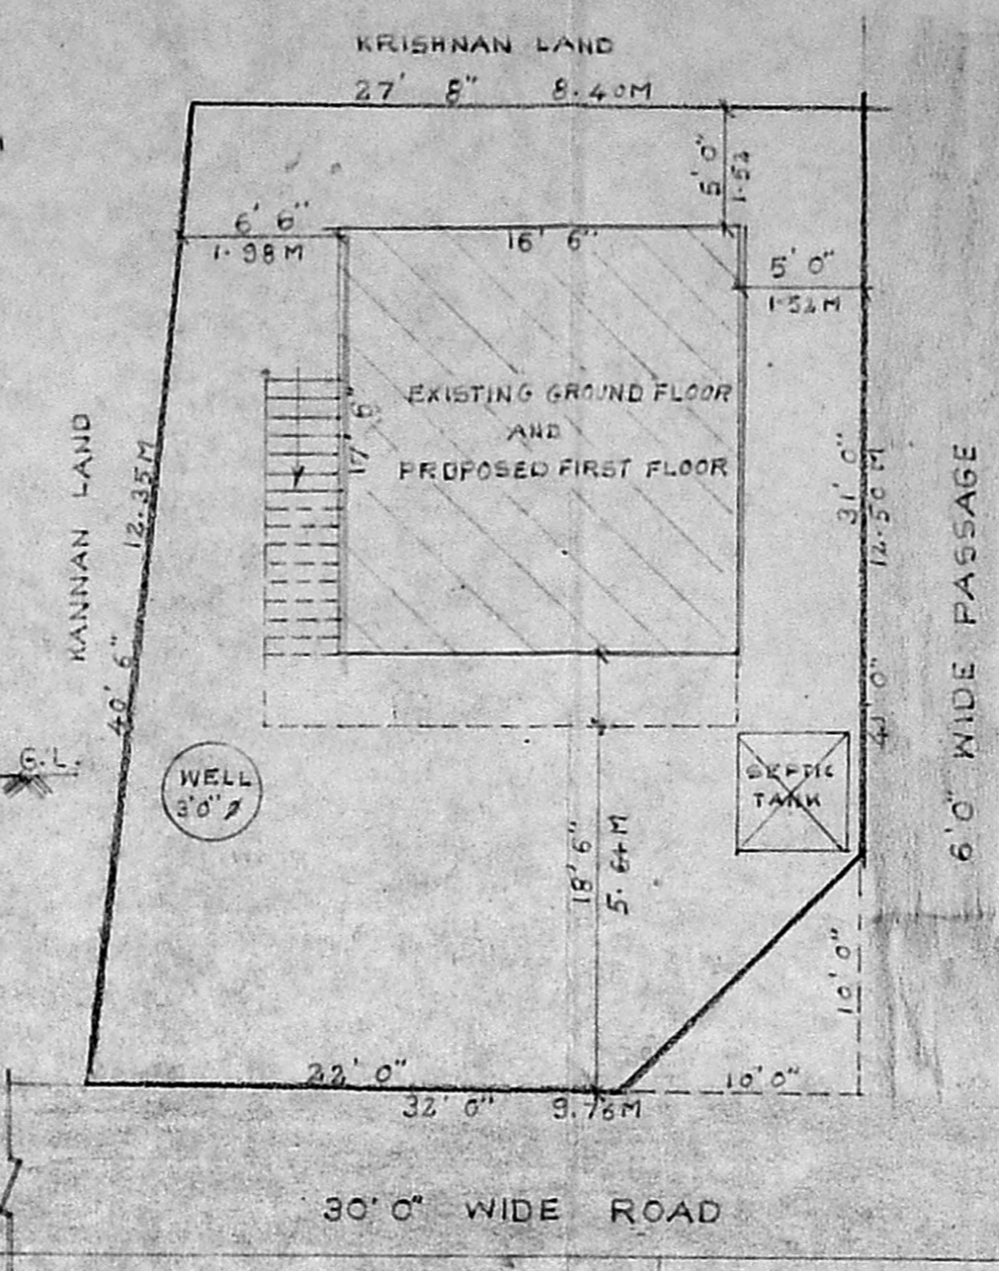 KRISHNAN LAND
27' 8" 8.40M
5' 0"
1.52
6' 6"
1.98M
16' 6"
5' 0"
1.52M
EXISTING GROUND FLOOR
AND
PROPOSED FIRST FLOOR
17' 6"
KANNAN LAND
12.35M
40' 6"
31' 0"
12.50M
41' 0"
6'0" WIDE PASSAGE
G.L.
WELL
3'0" ø
SEPTIC
TANK
18' 6"
5.64M
10' 0"
22' 0"
10' 0"
32' 0" 9.76M
30' 0" WIDE ROAD